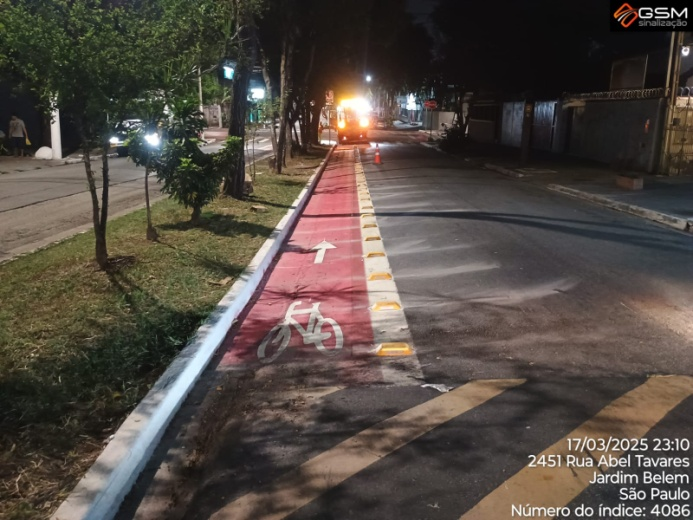 GSM
sinalização
17/03/2025 23:10
2451 Rua Abel Tavares
Jardim Belem
São Paulo
Número do índice: 4086